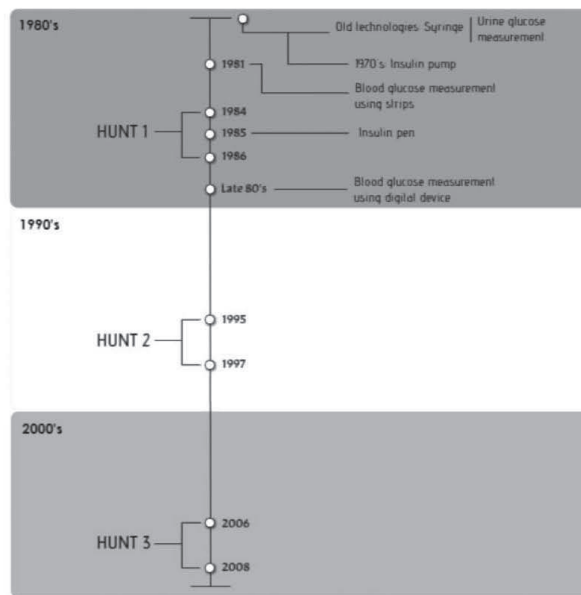 1980's
Old technologies: Syringe
Urine glucose
measurement
1970's: Insulin pump
1981
Blood glucose measurement
using strips
1984
HUNT 1
1985
Insulin pen
1986
Late 80's
Blood glucose measurement
using digital device
1990's
1995
HUNT 2
1997
2000's
2006
HUNT 3
2008